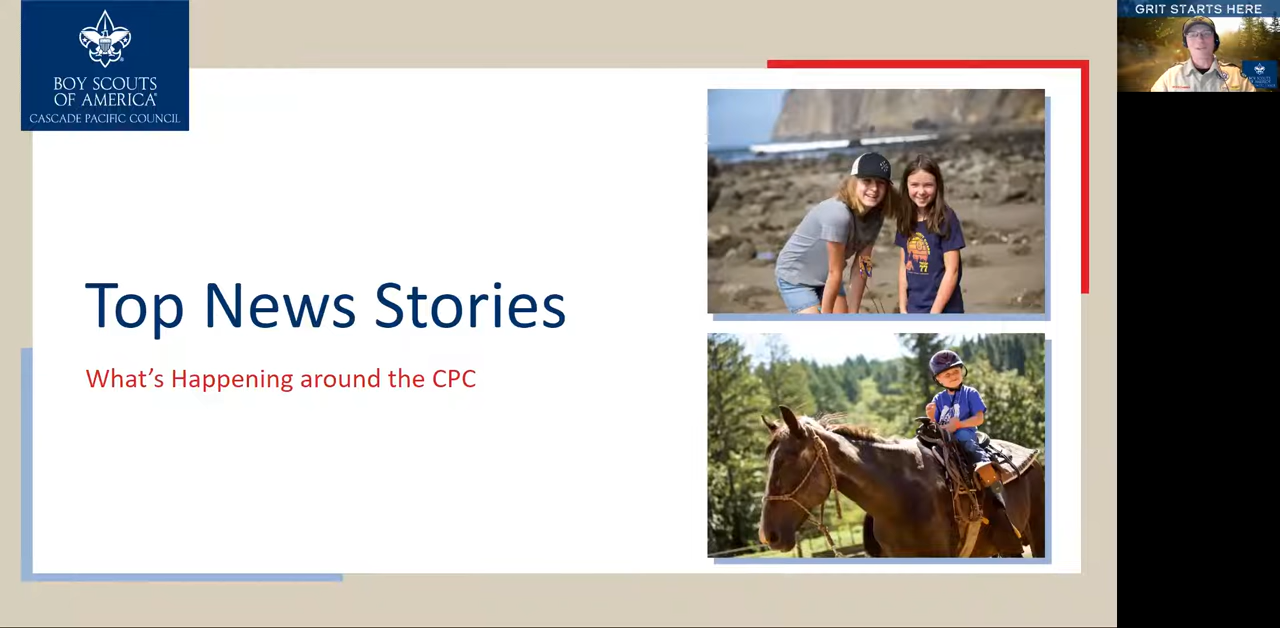 BOY SCOUTS
OF AMERICA®
CASCADE PACIFIC COUNCIL
Top News Stories
What's Happening around the CPC
GRIT STARTS HERE